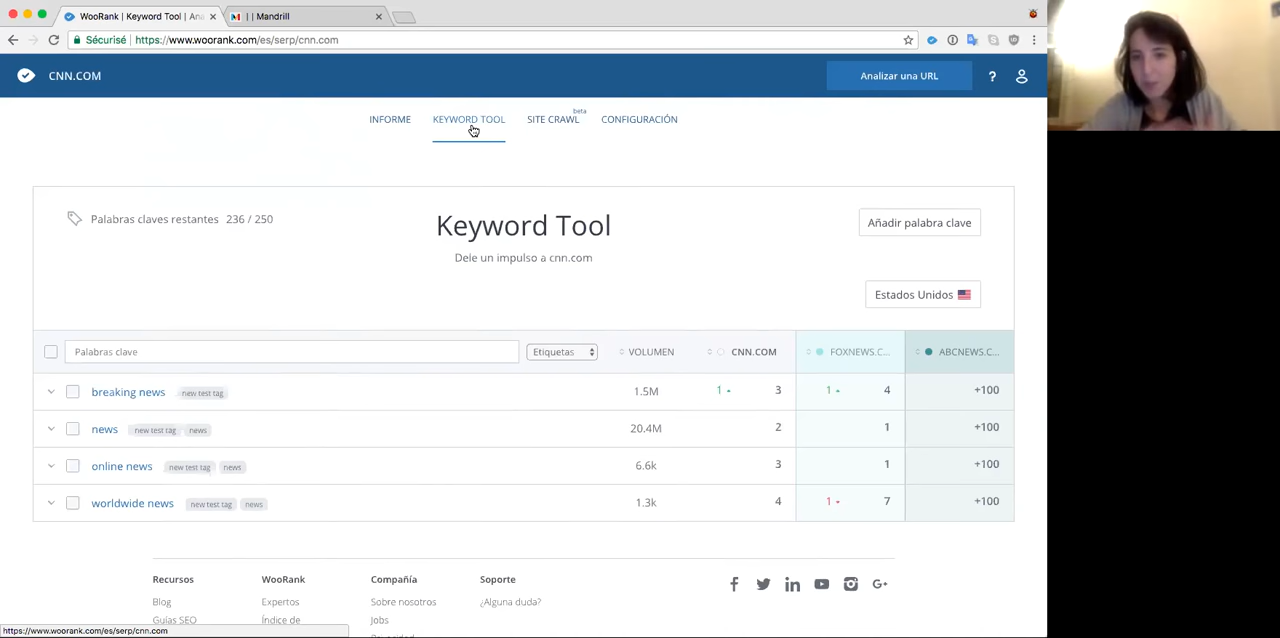 WooRank | Keyword Tool | Ana
| | Mandrill
Sécurisé
https://www.woorank.com/es/serp/cnn.com
CNN.COM
Analizar una URL
?
INFORME
KEYWORD TOOL
SITE CRAWL
beta
CONFIGURACIÓN
Palabras claves restantes 236 / 250
Keyword Tool
Añadir palabra clave
Dele un impulso a cnn.com
Estados Unidos
Palabras clave
Etiquetas
VOLUMEN
CNN.COM
FOXNEWS.C...
ABCNEWS.C...
breaking news new test tag 1.5M 1 3 1 4 +100
news new test tag news 20.4M 2 1 +100
online news new test tag news 6.6k 3 1 +100
worldwide news new test tag news 1.3k 4 1 7 +100
Recursos
WooRank
Compañía
Soporte
Blog
Expertos
Sobre nosotros
¿Alguna duda?
Guías SEO
Índice de
Jobs
https://www.woorank.com/es/serp/cnn.com